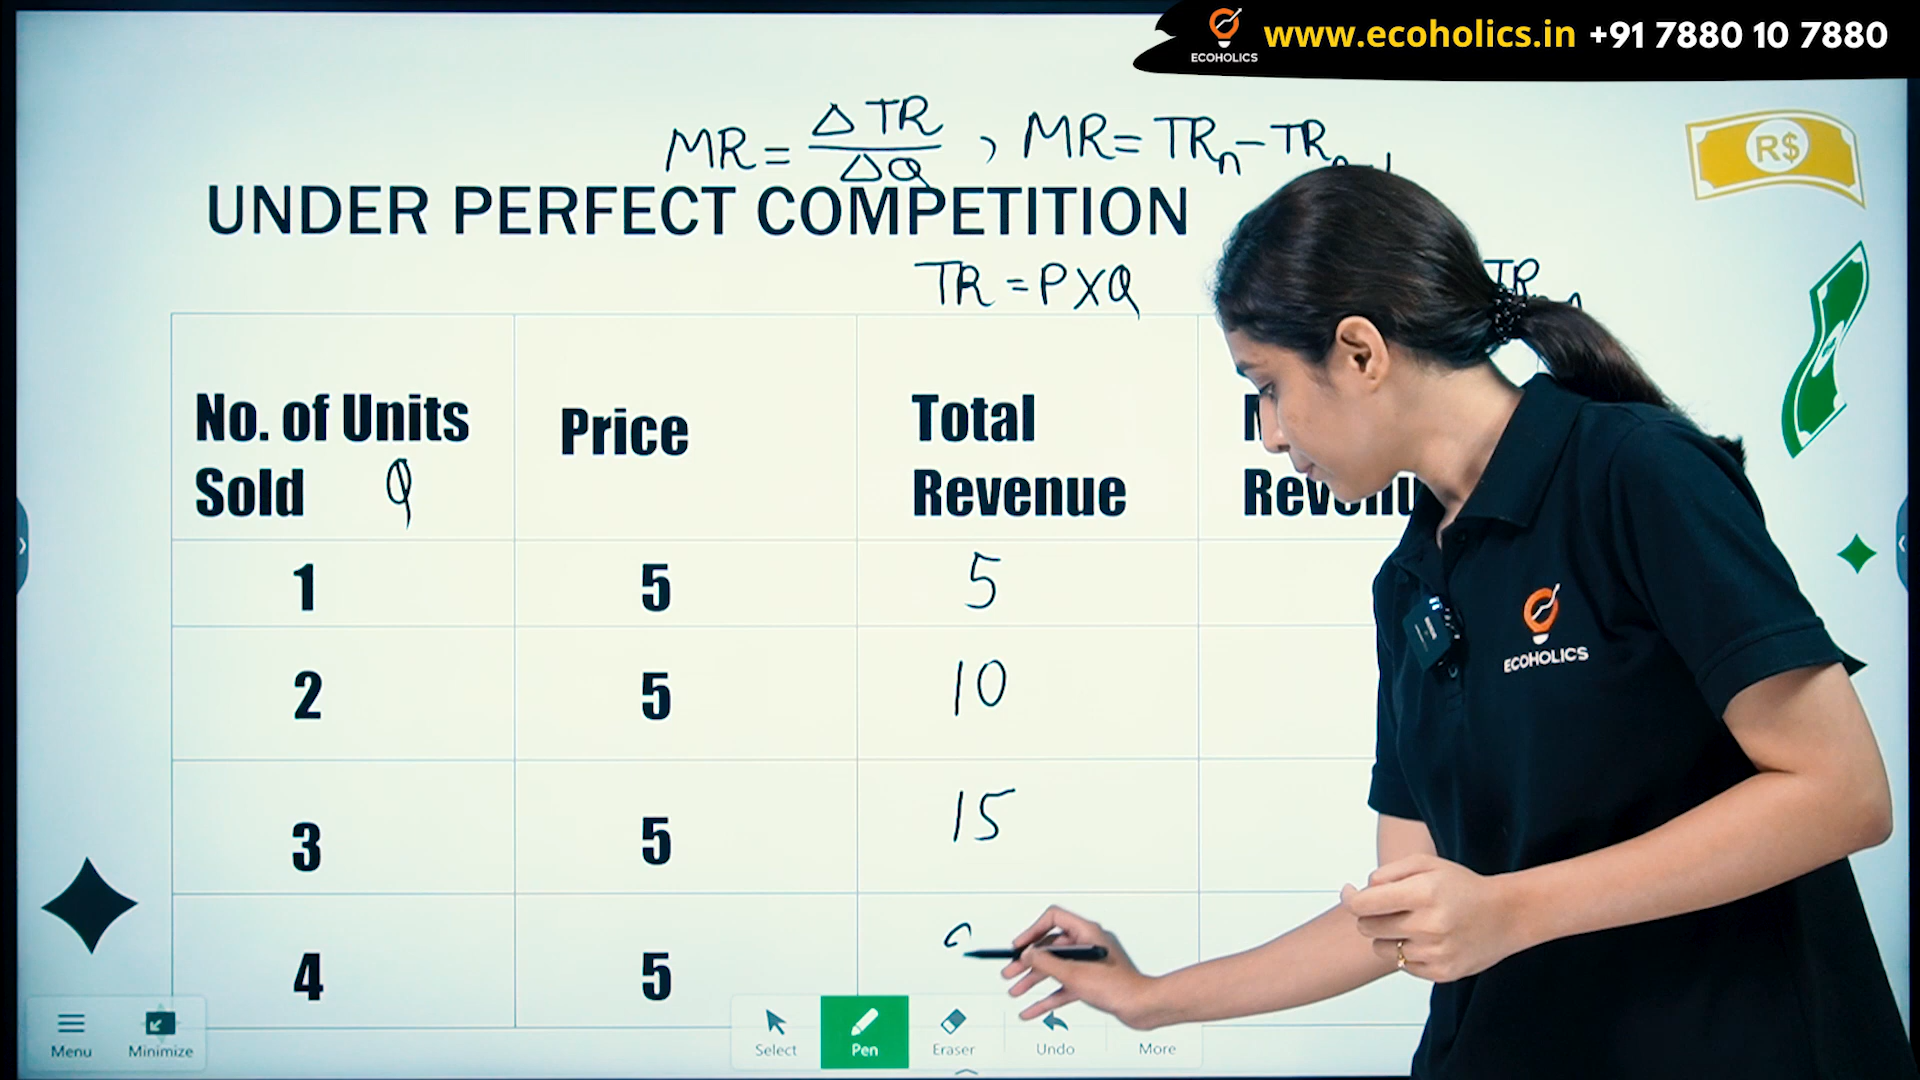 ECOHOLICS
www.ecoholics.in +91 7880 10 7880
MR = ΔTR/ΔQ , MR = TRn - TR
R$
UNDER PERFECT COMPETITION
TR = P X Q
TR
No. of Units Sold Q
Price
Total Revenue
Revenu
1 5 5
2 5 10
3 5 15
4 5
ECOHOLICS
Menu
Minimize
Select
Pen
Eraser
Undo
More